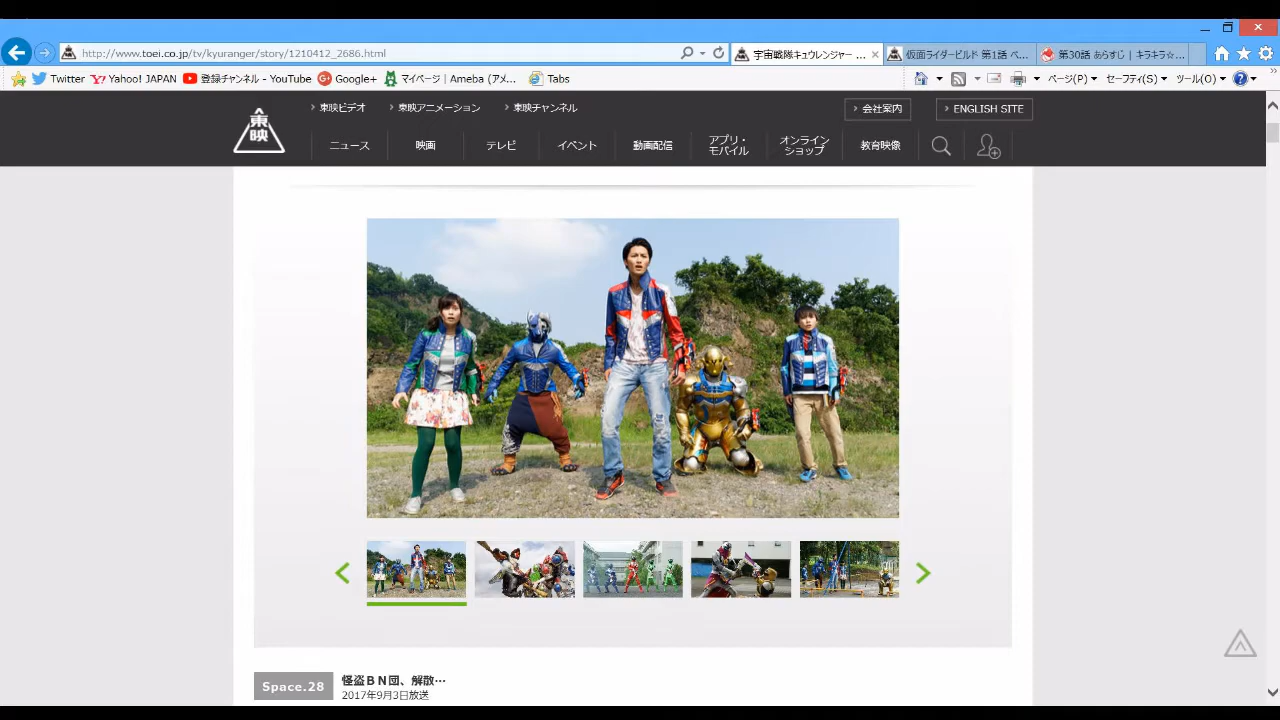 http://www.toei.co.jp/tv/kyuranger/story/1210412_2686.html
宇宙戦隊キュウレンジャー ...
仮面ライダービルド 第1話 ベ...
第30話 あらすじ | キラキラ☆...
Twitter
Yahoo! JAPAN
登録チャンネル - YouTube
Google+
マイページ | Ameba (アメ...
Tabs
ページ(P)
セーフティ(S)
ツール(O)
東映
東映ビデオ
東映アニメーション
東映チャンネル
会社案内
ENGLISH SITE
ニュース
映画
テレビ
イベント
動画配信
アプリ・
モバイル
オンライン
ショップ
教育映像
Space.28
怪盗ＢＮ団、解散…
2017年9月3日放送